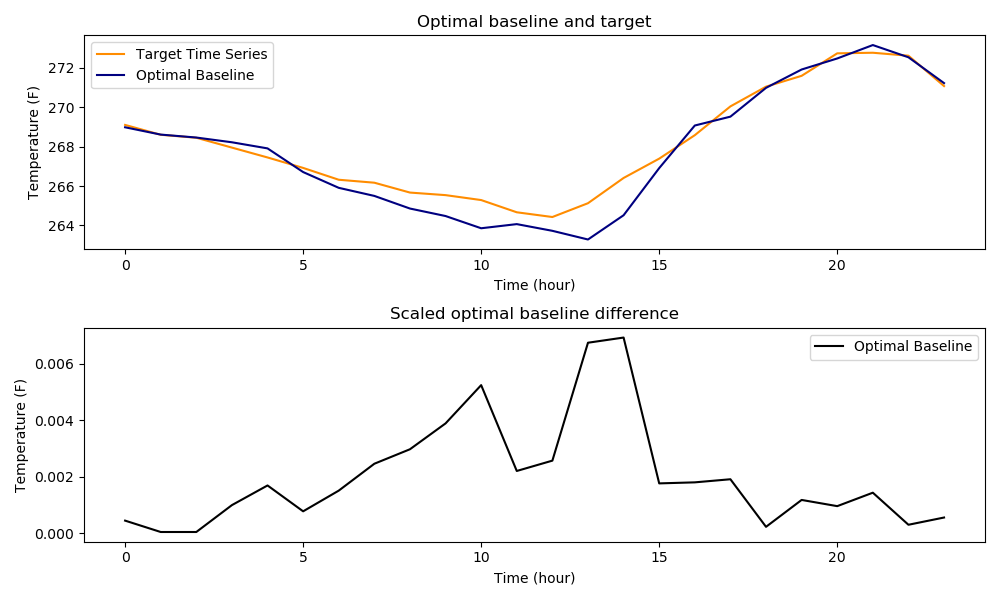 Optimal baseline and target
Target Time Series
Optimal Baseline
Temperature (F)
272
270
268
266
264
0 5 10 15 20
Time (hour)
Scaled optimal baseline difference
Optimal Baseline
Temperature (F)
0.006
0.004
0.002
0.000
0 5 10 15 20
Time (hour)